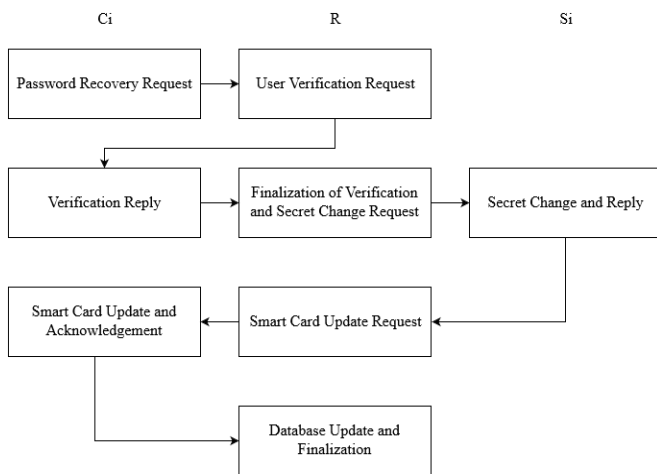 Ci
R
Si
Password Recovery Request
User Verification Request
Verification Reply
Finalization of Verification
and Secret Change Request
Secret Change and Reply
Smart Card Update and
Acknowledgement
Smart Card Update Request
Database Update and
Finalization